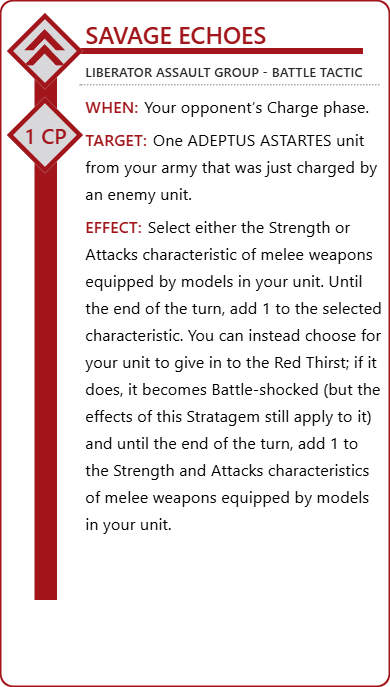 SAVAGE ECHOES
LIBERATOR ASSAULT GROUP - BATTLE TACTIC
1 CP
WHEN: Your opponent’s Charge phase.
TARGET: One ADEPTUS ASTARTES unit
from your army that was just charged by
an enemy unit.
EFFECT: Select either the Strength or
Attacks characteristic of melee weapons
equipped by models in your unit. Until
the end of the turn, add 1 to the selected
characteristic. You can instead choose for
your unit to give in to the Red Thirst; if it
does, it becomes Battle-shocked (but the
effects of this Stratagem still apply to it)
and until the end of the turn, add 1 to
the Strength and Attacks characteristics
of melee weapons equipped by models
in your unit.